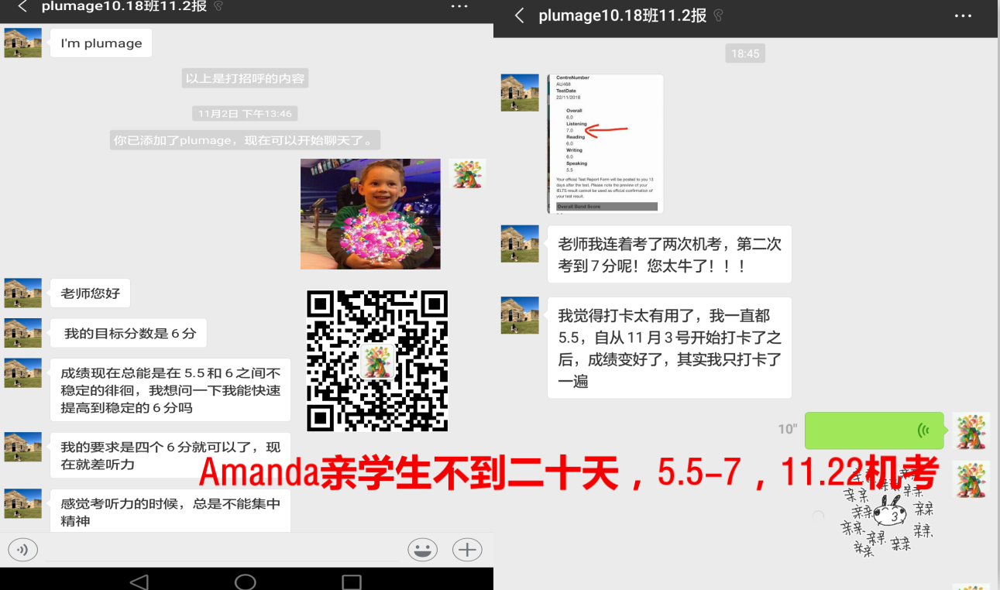 plumage10.18班11.2报
I'm plumage
以上是打招呼的内容
11月2日 下午13:46
你已添加了plumage，现在可以开始聊天了。
老师您好
我的目标分数是6分
成绩现在总能是在5.5和6之间不
稳定的徘徊，我想问一下我能快速
提高到稳定的6分吗
我的要求是四个6分就可以了，现
在就差听力
感觉考听力的时候，总是不能集中
精神
plumage10.18班11.2报
18:45
CentreNumber
AU468
TestDate
22/11/2018
Overall
6.0
Listening
7.0
Reading
6.0
Writing
6.0
Speaking
5.5
Your official Test Report Form will be posted to you 13
days after the test. Please note the preview of your
IELTS result cannot be used as official confirmation of
your test result.
Overall Band Score
老师我连着考了两次机考，第二次
考到7分呢！您太牛了！！！
我觉得打卡太有用了，我一直都
5.5，自从11月3号开始打卡了之
后，成绩变好了，其实我只打卡了
一遍
10"
Amanda亲学生不到二十天，5.5-7，11.22机考
亲亲 亲亲 亲亲
亲亲 亲亲
亲亲 3 亲亲
亲亲 亲亲 亲亲
亲亲 亲亲